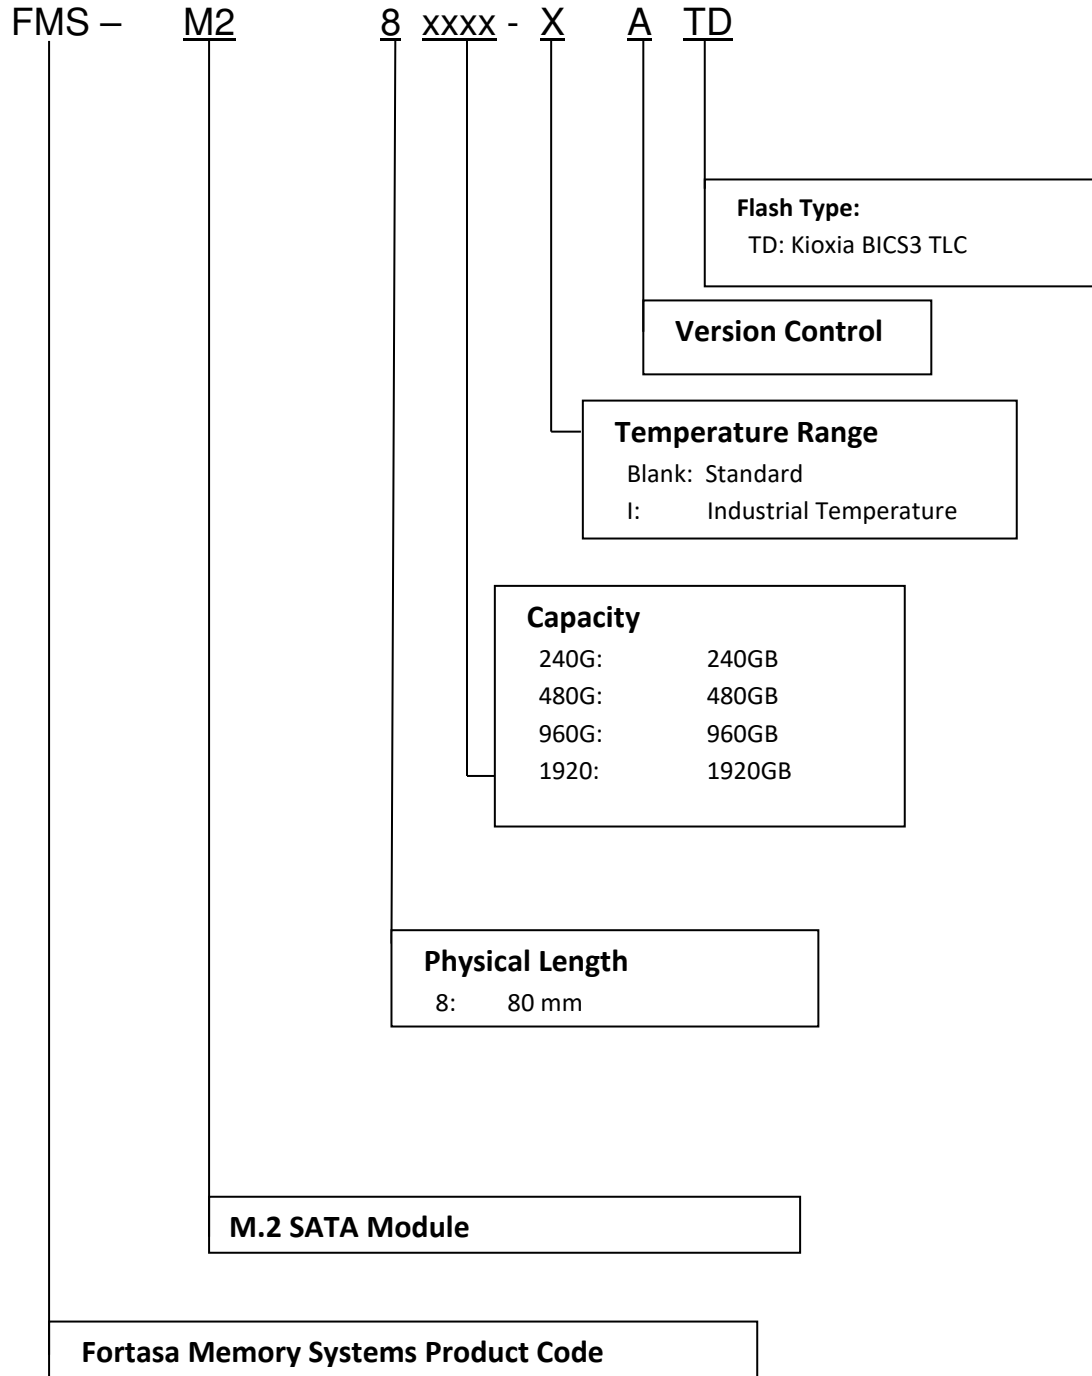 FMS – M2 8 xxxx - X A TD
Flash Type:
TD: Kioxia BICS3 TLC
Version Control
Temperature Range
Blank: Standard
I: Industrial Temperature
Capacity
240G: 240GB
480G: 480GB
960G: 960GB
1920: 1920GB
Physical Length
8: 80 mm
M.2 SATA Module
Fortasa Memory Systems Product Code